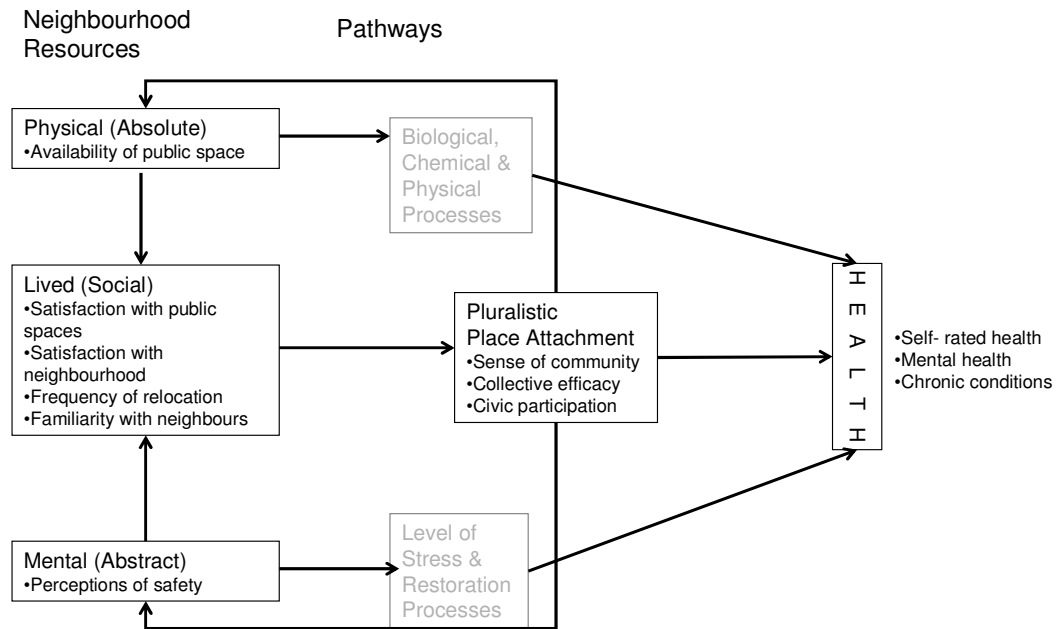 Neighbourhood
Resources
Pathways
Physical (Absolute)
•Availability of public space
Biological,
Chemical &
Physical
Processes
Lived (Social)
•Satisfaction with public
spaces
•Satisfaction with
neighbourhood
•Frequency of relocation
•Familiarity with neighbours
Pluralistic
Place Attachment
•Sense of community
•Collective efficacy
•Civic participation
HEALTH
•Self- rated health
•Mental health
•Chronic conditions
Mental (Abstract)
•Perceptions of safety
Level of
Stress &
Restoration
Processes